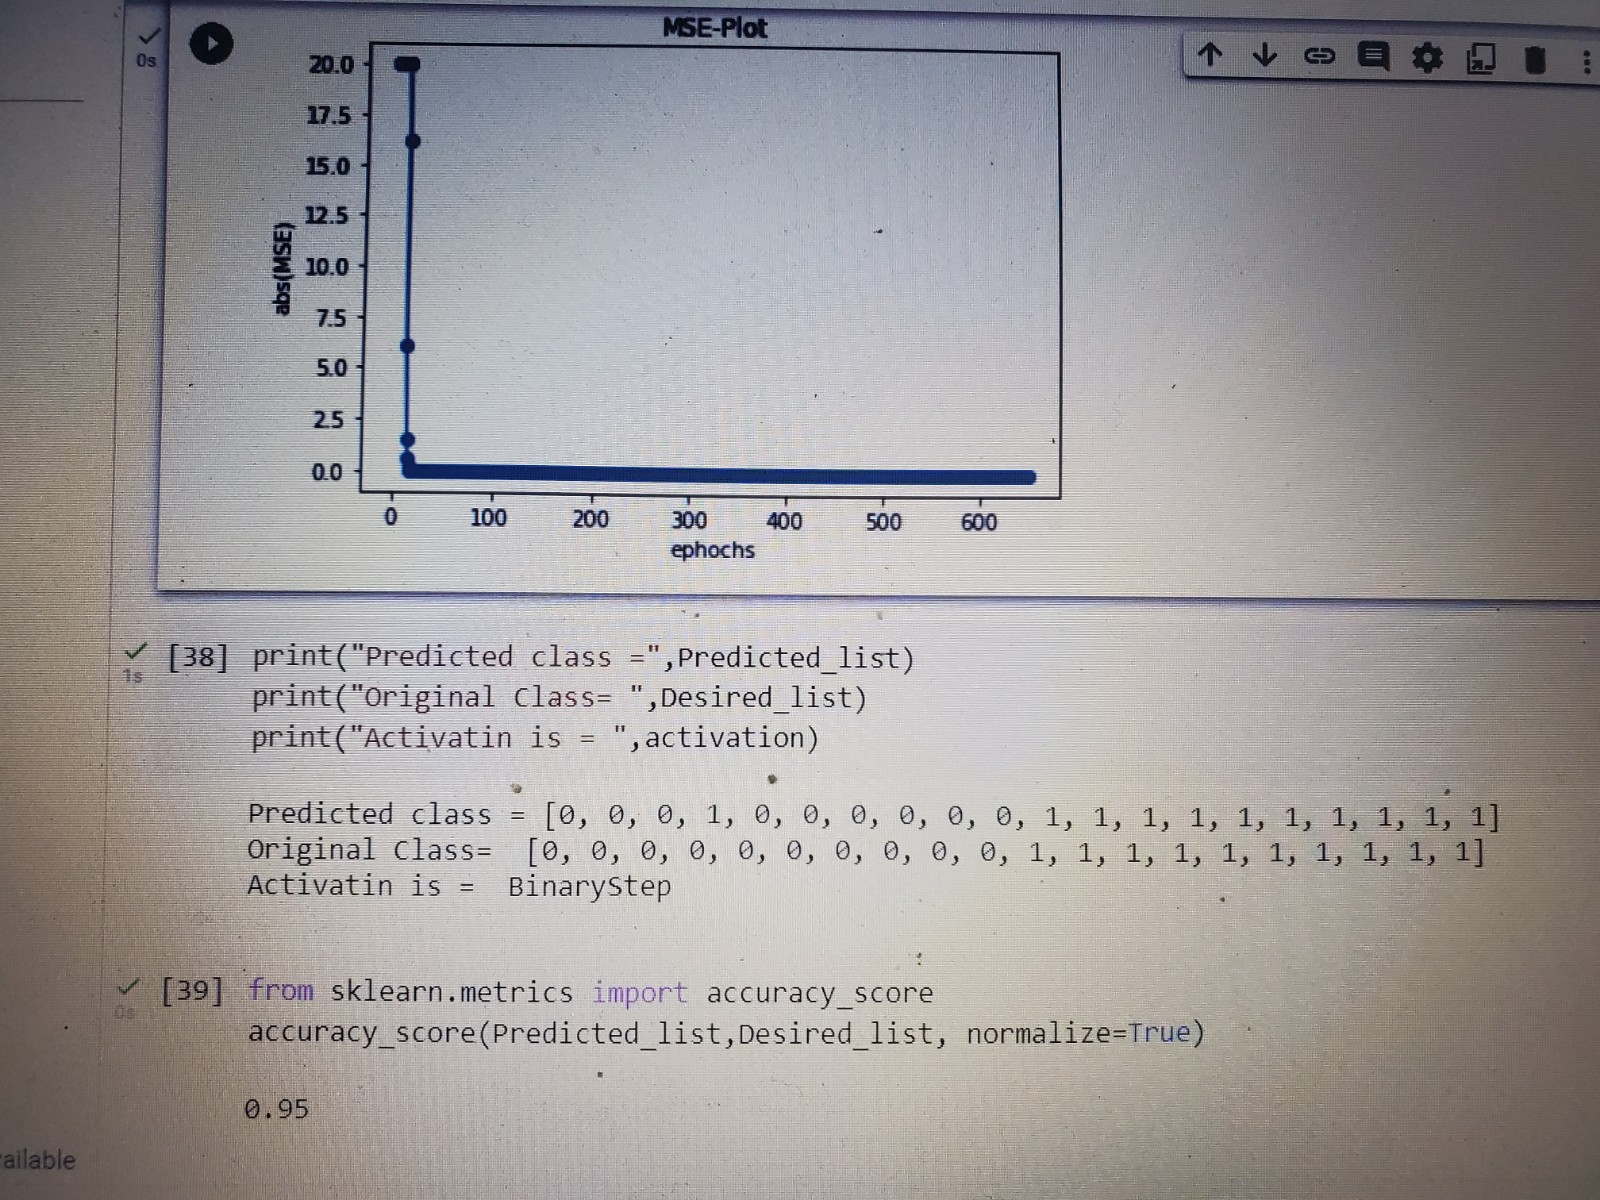 MSE-Plot
0s
20.0
17.5
15.0
12.5
10.0
7.5
5.0
2.5
0.0
abs(MSE)
0 100 200 300 400 500 600
ephochs
1s
[38] print("Predicted class =",Predicted_list)
print("Original Class= ",Desired_list)
print("Activatin is = ",activation)
Predicted class = [0, 0, 0, 1, 0, 0, 0, 0, 0, 0, 1, 1, 1, 1, 1, 1, 1, 1, 1, 1]
Original Class= [0, 0, 0, 0, 0, 0, 0, 0, 0, 0, 1, 1, 1, 1, 1, 1, 1, 1, 1, 1]
Activatin is = BinaryStep
0s
[39] from sklearn.metrics import accuracy_score
accuracy_score(Predicted_list,Desired_list, normalize=True)
0.95
ailable